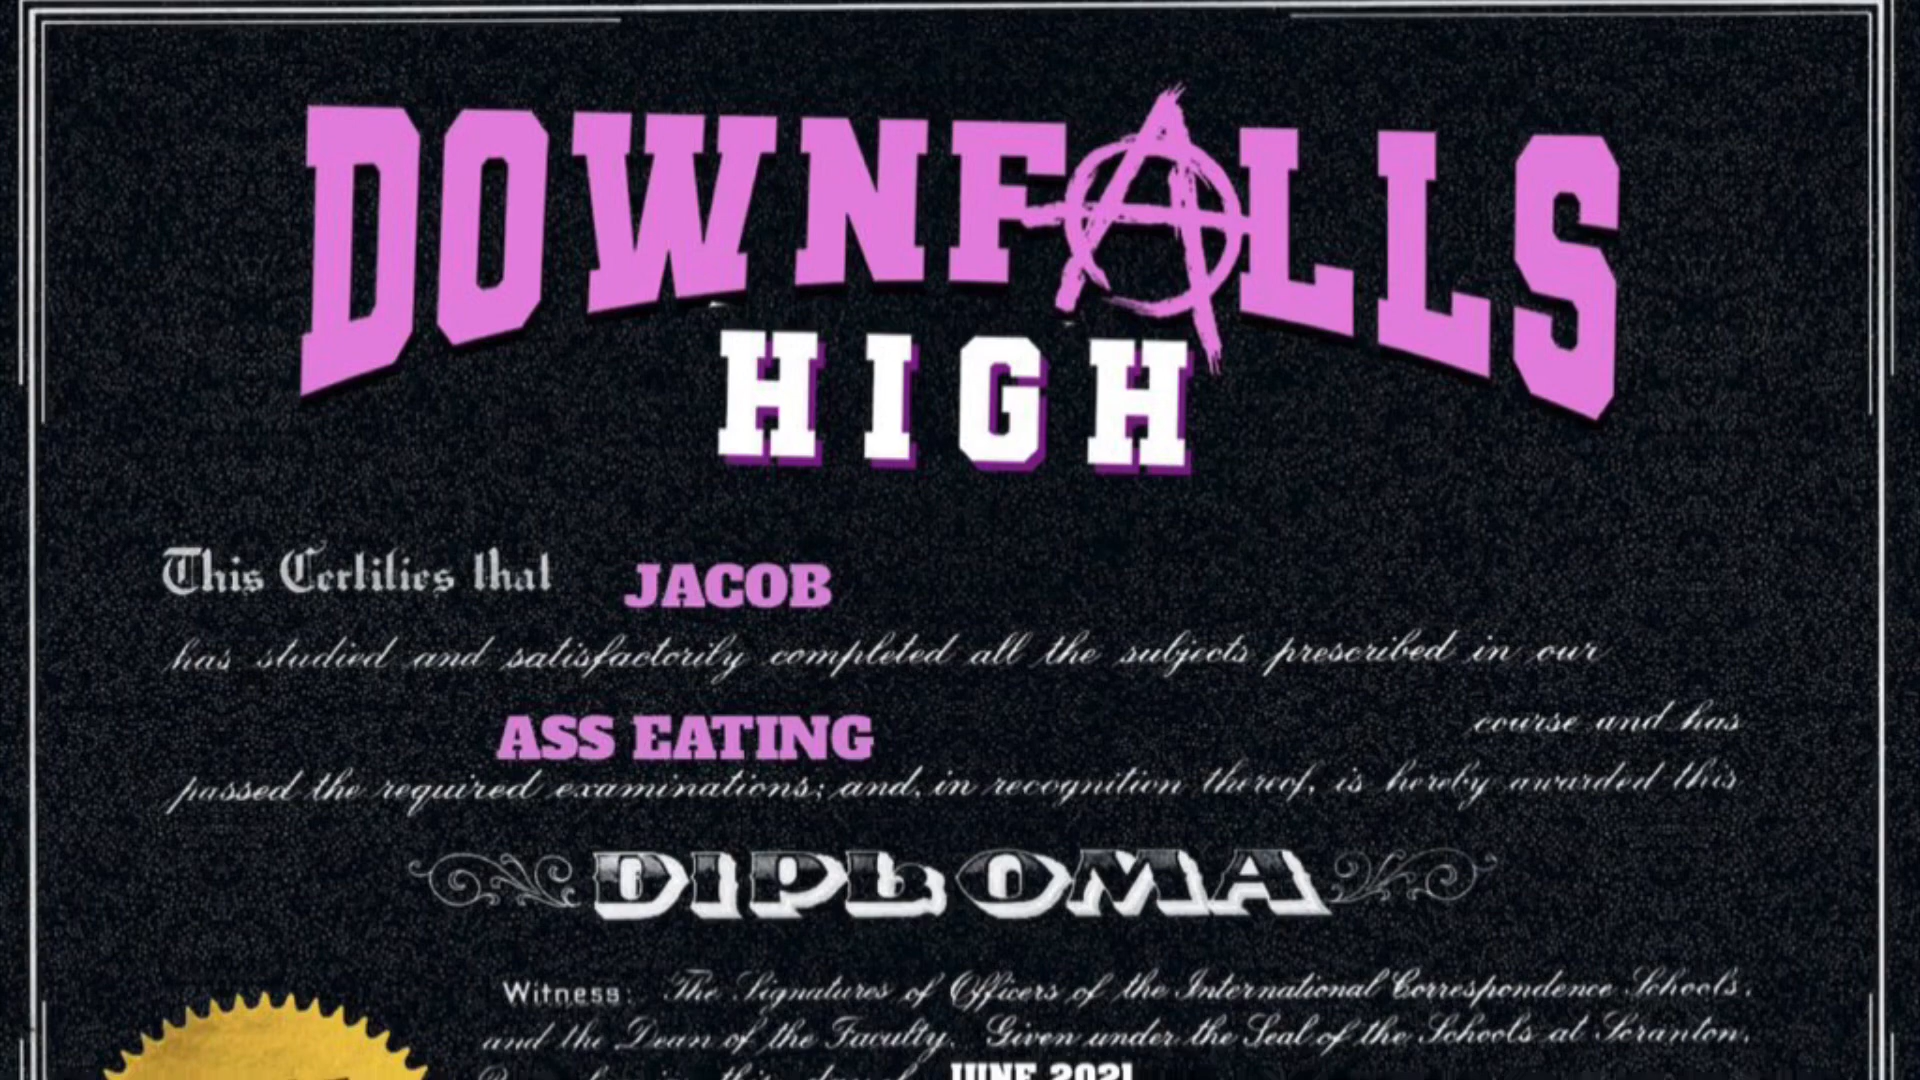 DOWNFALLS
HIGH
This Certifies that JACOB
has studied and satisfactorily completed all the subjects prescribed in our
ASS EATING course and has
passed the required examinations; and, in recognition thereof, is hereby awarded this
DIPLOMA
Witness: The Signatures of Officers of the International Correspondence Schools,
and the Dean of the Faculty. Given under the Seal of the Schools at Scranton,
this day of JUNE 2021